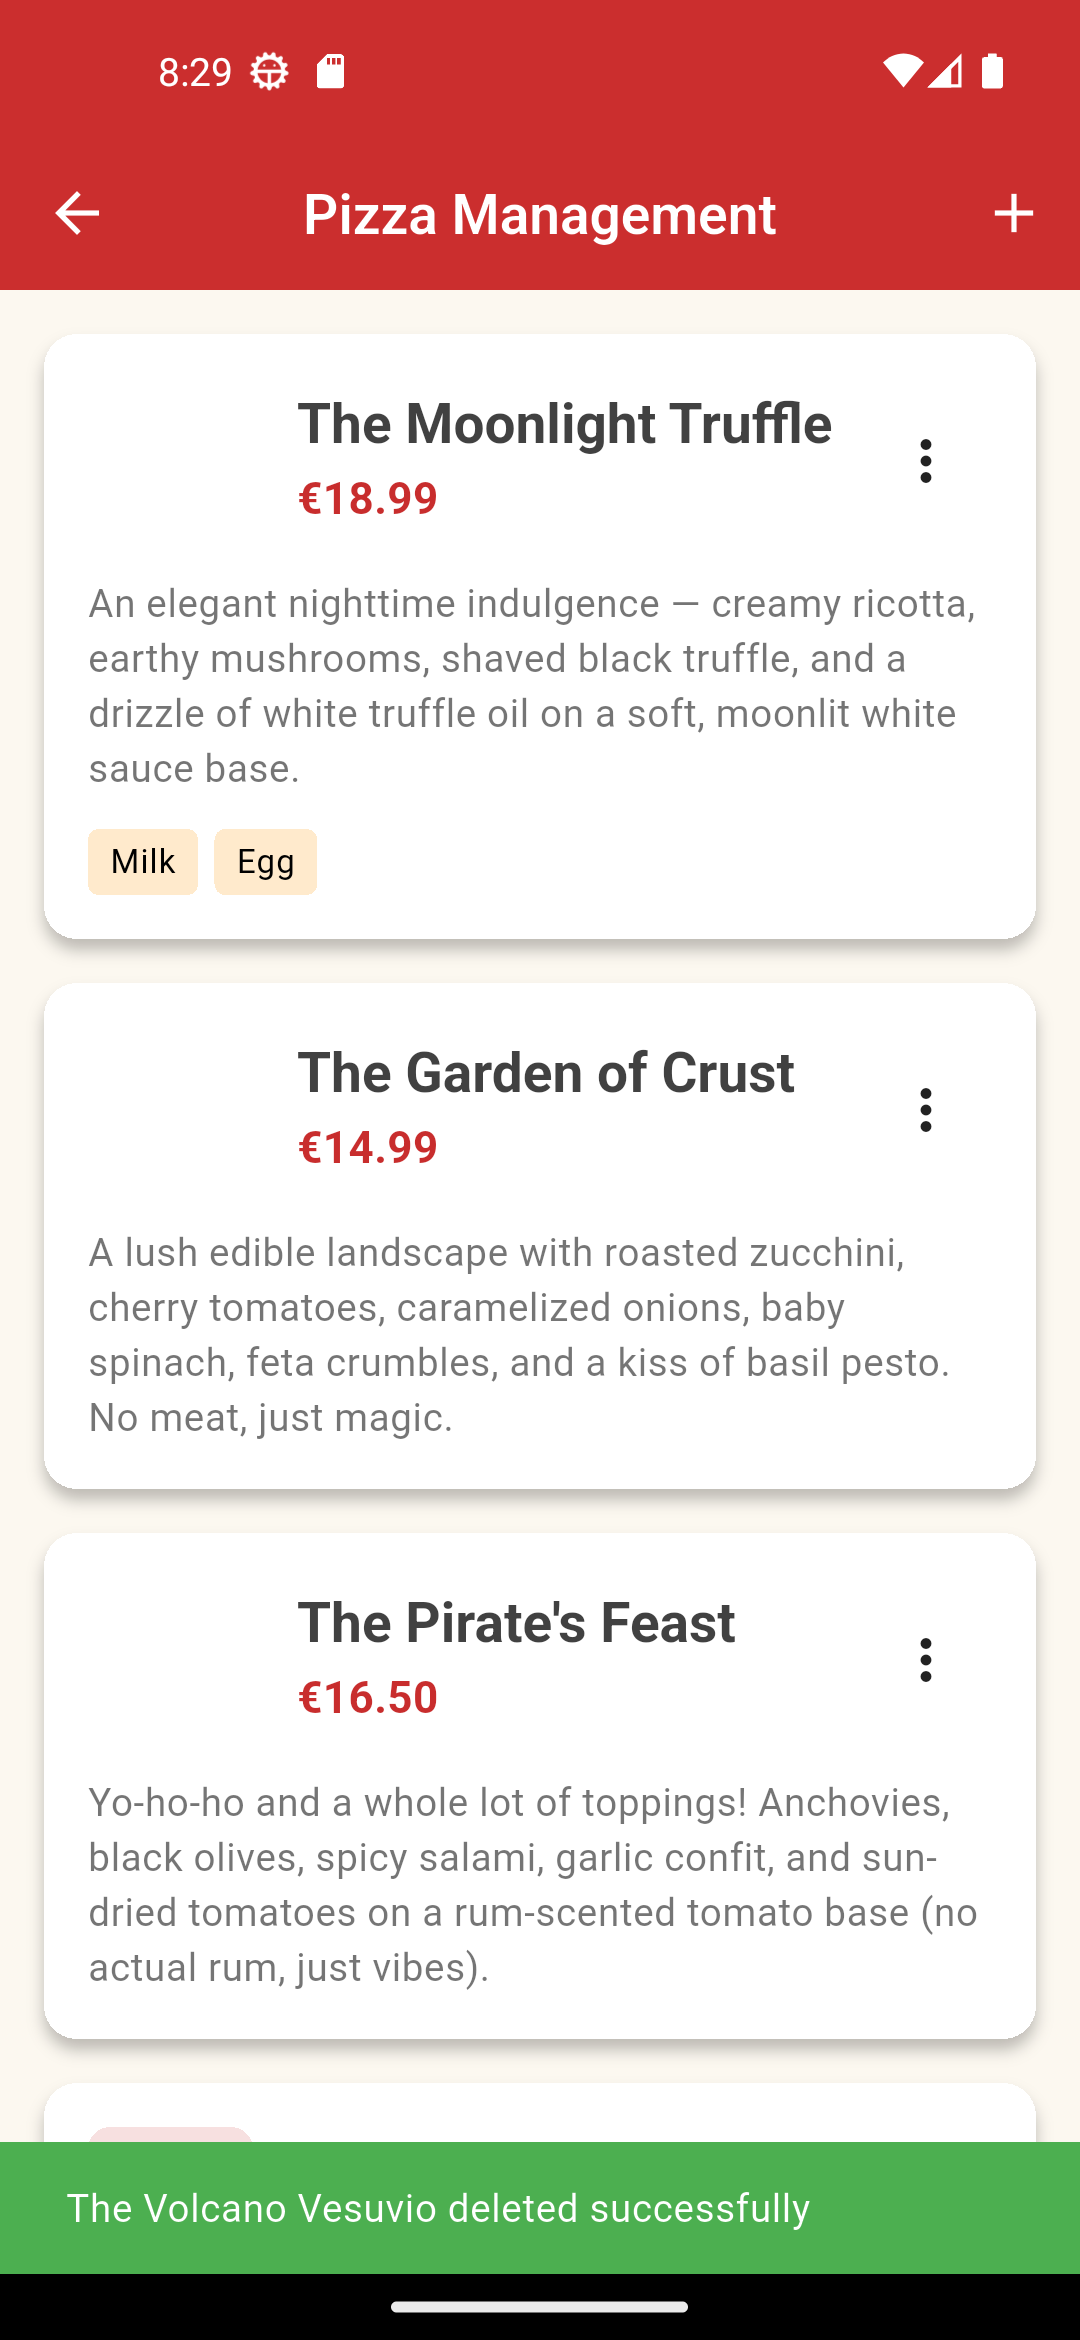 8:29
Pizza Management
The Moonlight Truffle
€18.99
An elegant nighttime indulgence — creamy ricotta,
earthy mushrooms, shaved black truffle, and a
drizzle of white truffle oil on a soft, moonlit white
sauce base.
Milk Egg
The Garden of Crust
€14.99
A lush edible landscape with roasted zucchini,
cherry tomatoes, caramelized onions, baby
spinach, feta crumbles, and a kiss of basil pesto.
No meat, just magic.
The Pirate's Feast
€16.50
Yo-ho-ho and a whole lot of toppings! Anchovies,
black olives, spicy salami, garlic confit, and sun-
dried tomatoes on a rum-scented tomato base (no
actual rum, just vibes).
The Volcano Vesuvio deleted successfully